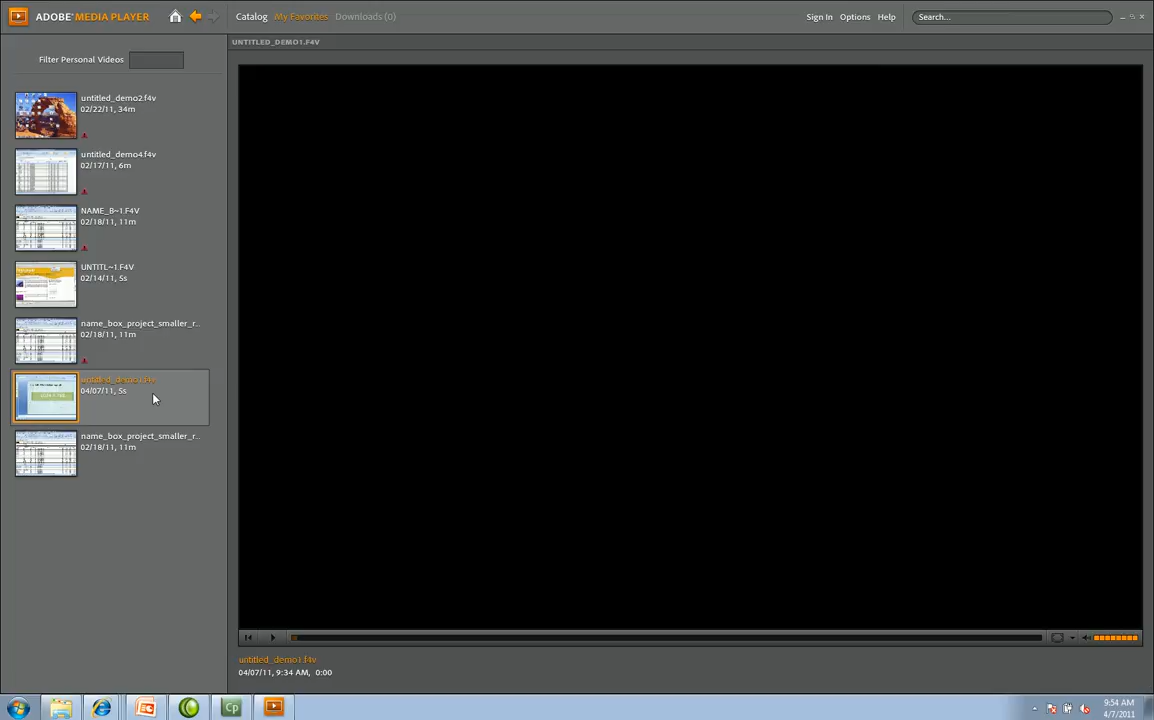 ADOBE® MEDIA PLAYER
Catalog My Favorites Downloads (0)
Sign In Options Help Search...
UNTITLED_DEMO1.F4V
Filter Personal Videos
untitled_demo2.f4v
02/22/11, 34m
untitled_demo4.f4v
02/17/11, 6m
NAME_B~1.F4V
02/18/11, 11m
UNTITL~1.F4V
02/14/11, 5s
name_box_project_smaller_r..
02/18/11, 11m
untitled_demo1.f4v
04/07/11, 5s
name_box_project_smaller_r..
02/18/11, 11m
untitled_demo1.f4v
04/07/11, 9:34 AM, 0:00
Cp
9:54 AM
4/7/2011